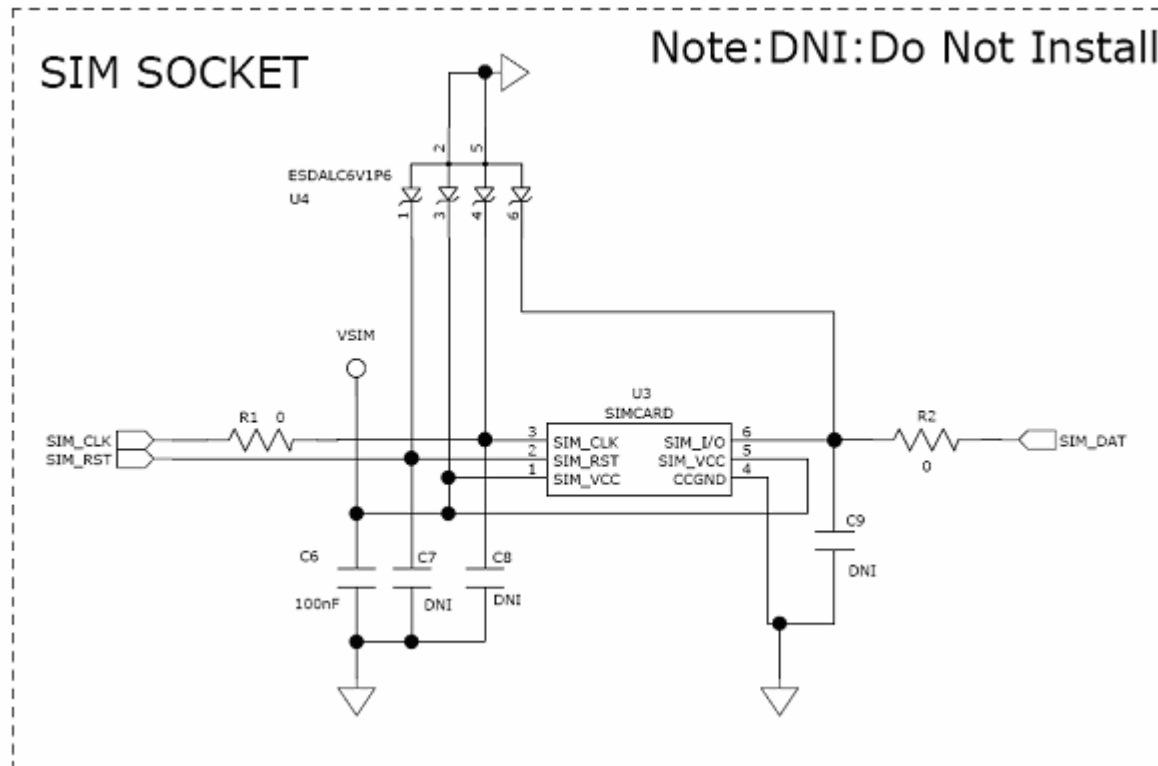 SIM SOCKET
Note:DNI:Do Not Install
2
5
ESDALC6V1P6
U4
1
3
4
6
VSIM
U3
SIMCARD
R1 0
R2
0
SIM_CLK
SIM_RST
SIM_DAT
3
SIM_CLK
SIM_I/O
6
2
SIM_RST
SIM_VCC
5
1
SIM_VCC
CCGND
4
C6
100nF
C7
DNI
C8
DNI
C9
DNI